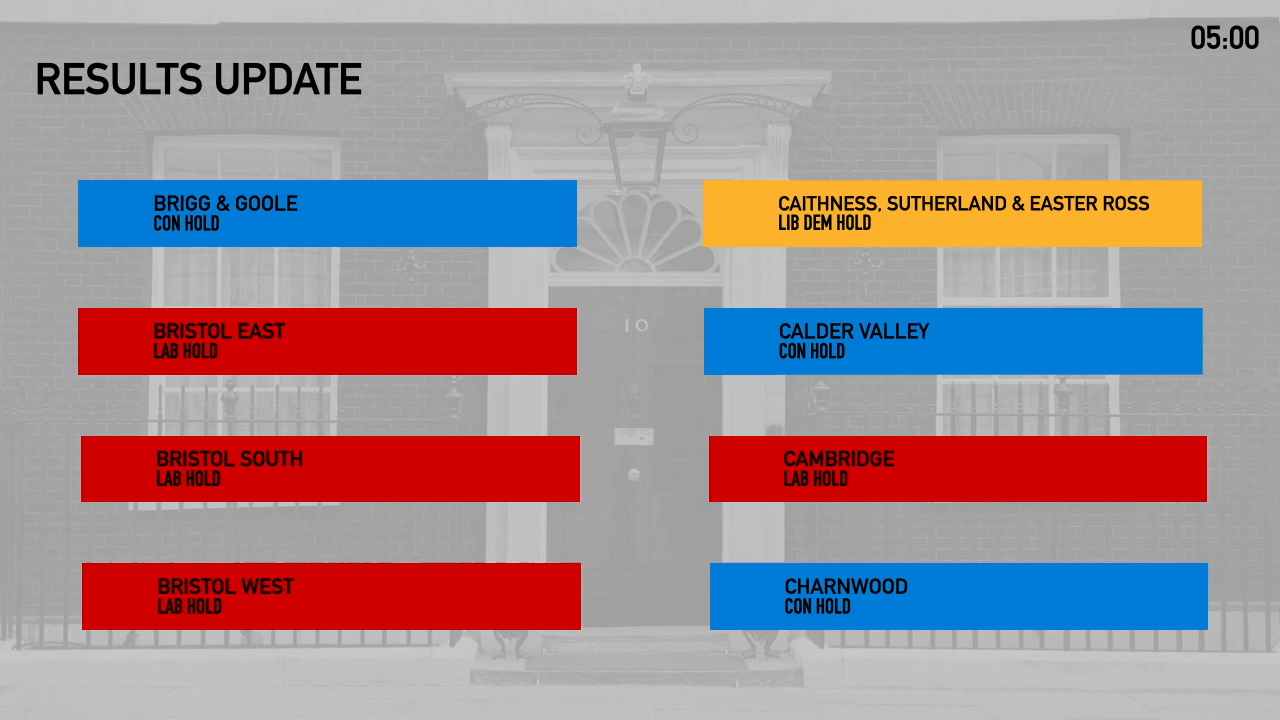 05:00
RESULTS UPDATE
BRIGG & GOOLE
CON HOLD
BRISTOL EAST
LAB HOLD
BRISTOL SOUTH
LAB HOLD
BRISTOL WEST
LAB HOLD
CAITHNESS, SUTHERLAND & EASTER ROSS
LIB DEM HOLD
CALDER VALLEY
CON HOLD
CAMBRIDGE
LAB HOLD
CHARNWOOD
CON HOLD
10